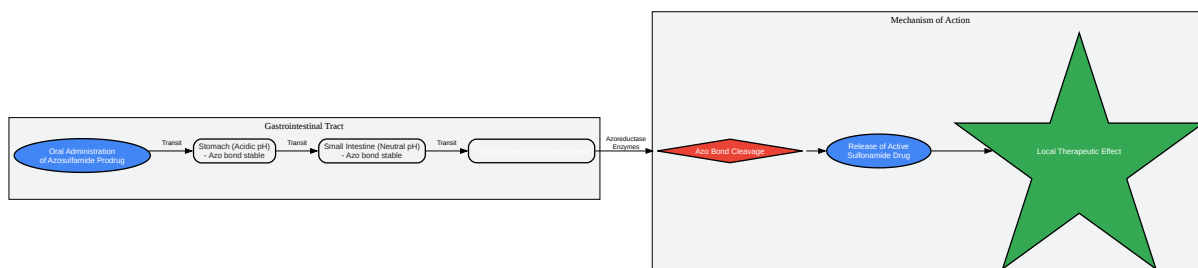 Mechanism of Action
Gastrointestinal Tract
Oral Administration
of Azosulfamide Prodrug
Transit
Stomach (Acidic pH)
- Azo bond stable
Transit
Small Intestine (Neutral pH)
- Azo bond stable
Transit
Azoreductase
Enzymes
Azo Bond Cleavage
Release of Active
Sulfonamide Drug
Local Therapeutic Effect